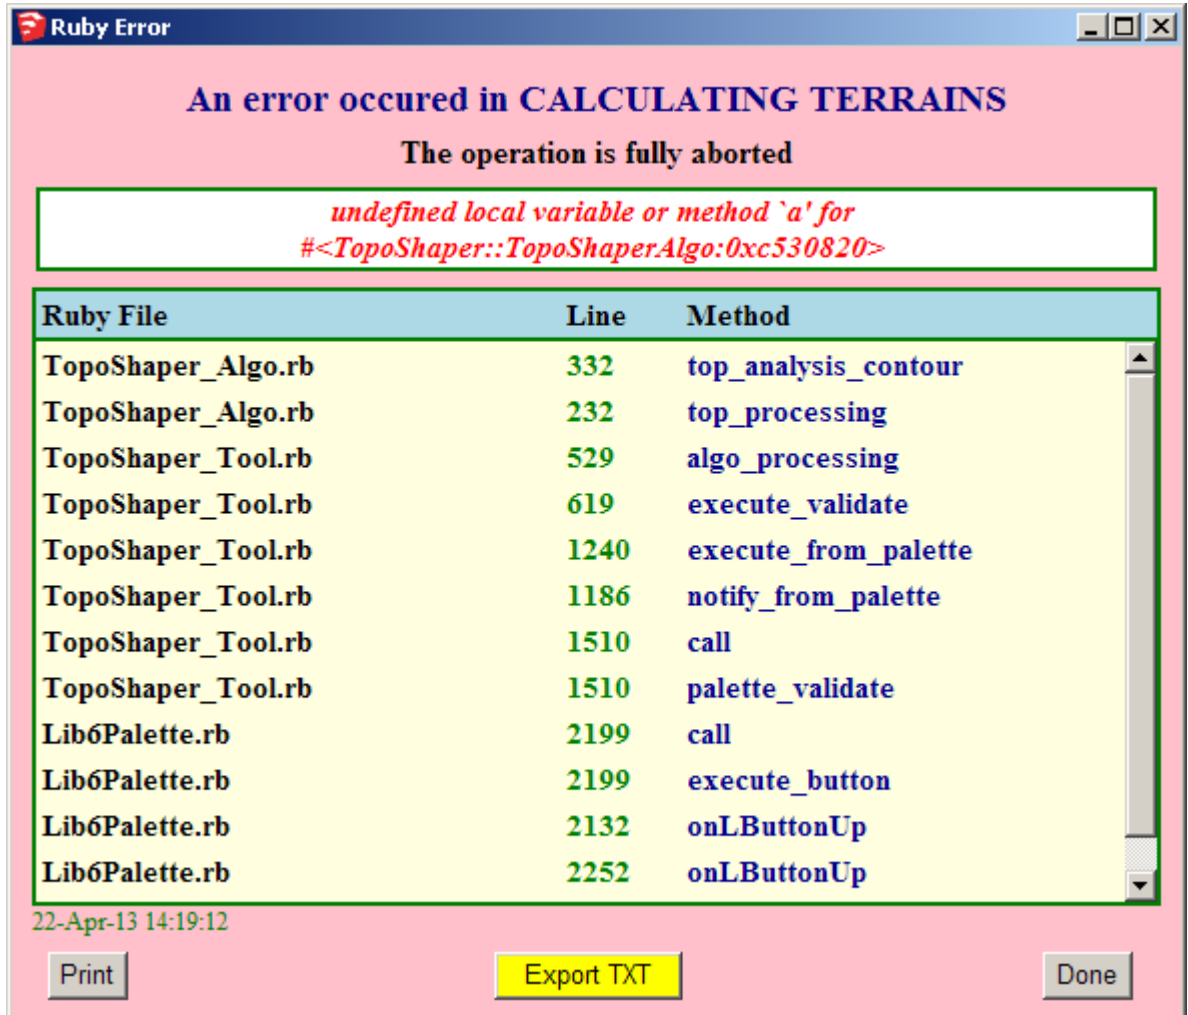 Ruby Error
An error occured in CALCULATING TERRAINS
The operation is fully aborted
undefined local variable or method `a' for
#<TopoShaper::TopoShaperAlgo:0xc530820>
Ruby File Line Method
TopoShaper_Algo.rb 332 top_analysis_contour
TopoShaper_Algo.rb 232 top_processing
TopoShaper_Tool.rb 529 algo_processing
TopoShaper_Tool.rb 619 execute_validate
TopoShaper_Tool.rb 1240 execute_from_palette
TopoShaper_Tool.rb 1186 notify_from_palette
TopoShaper_Tool.rb 1510 call
TopoShaper_Tool.rb 1510 palette_validate
Lib6Palette.rb 2199 call
Lib6Palette.rb 2199 execute_button
Lib6Palette.rb 2132 onLButtonUp
Lib6Palette.rb 2252 onLButtonUp
22-Apr-13 14:19:12
Print Export TXT Done